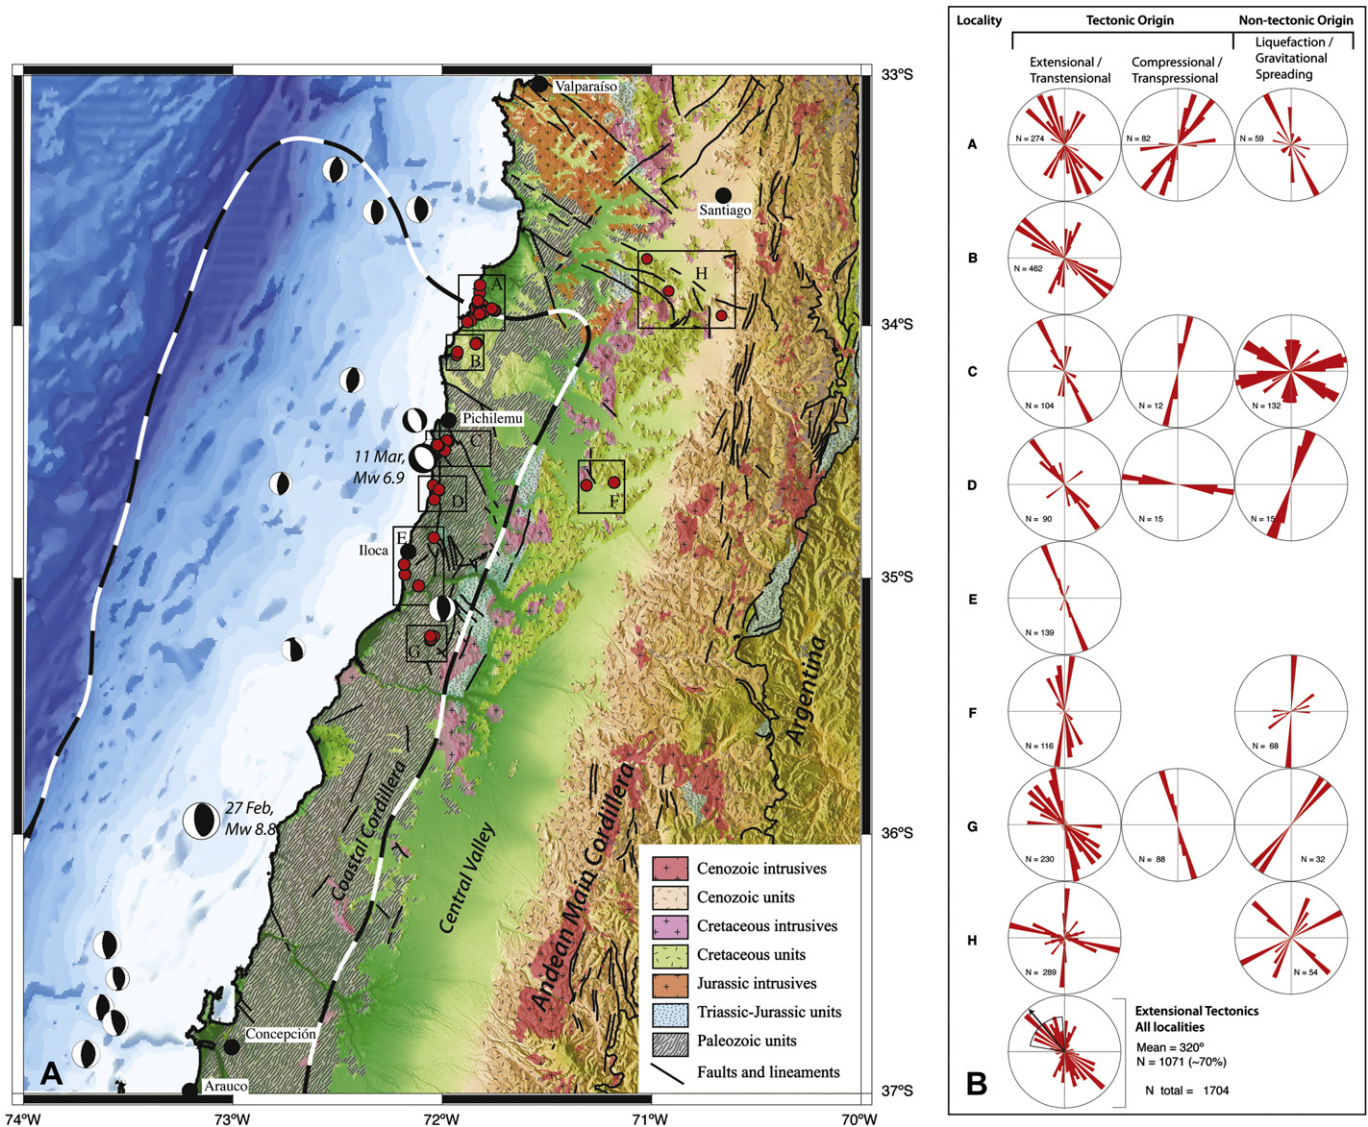 33°S
34°S
35°S
36°S
37°S
74°W
73°W
72°W
71°W
70°W
Valparaíso
Santiago
H
A
B
Pichilemu
C
11 Mar,
Mw 6.9
D
F
E
Iloca
G
27 Feb,
Mw 8.8
Coastal Cordillera
Central Valley
Andean Main Cordillera
Argentina
Concepción
Arauco
A
Cenozoic intrusives
Cenozoic units
Cretaceous intrusives
Cretaceous units
Jurassic intrusives
Triassic-Jurassic units
Paleozoic units
Faults and lineaments
Locality
Tectonic Origin
Non-tectonic Origin
Extensional /
Transtensional
Compressional /
Transpressional
Liquefaction /
Gravitational
Spreading
A
N = 274
N = 82
N = 59
B
N = 462
C
N = 104
N = 12
N = 132
D
N = 90
N = 15
N = 15
E
N = 139
F
N = 116
N = 68
G
N = 230
N = 88
N = 32
H
N = 289
N = 54
Extensional Tectonics
All localities
Mean = 320º
N = 1071 (~70%)
N total = 1704
B